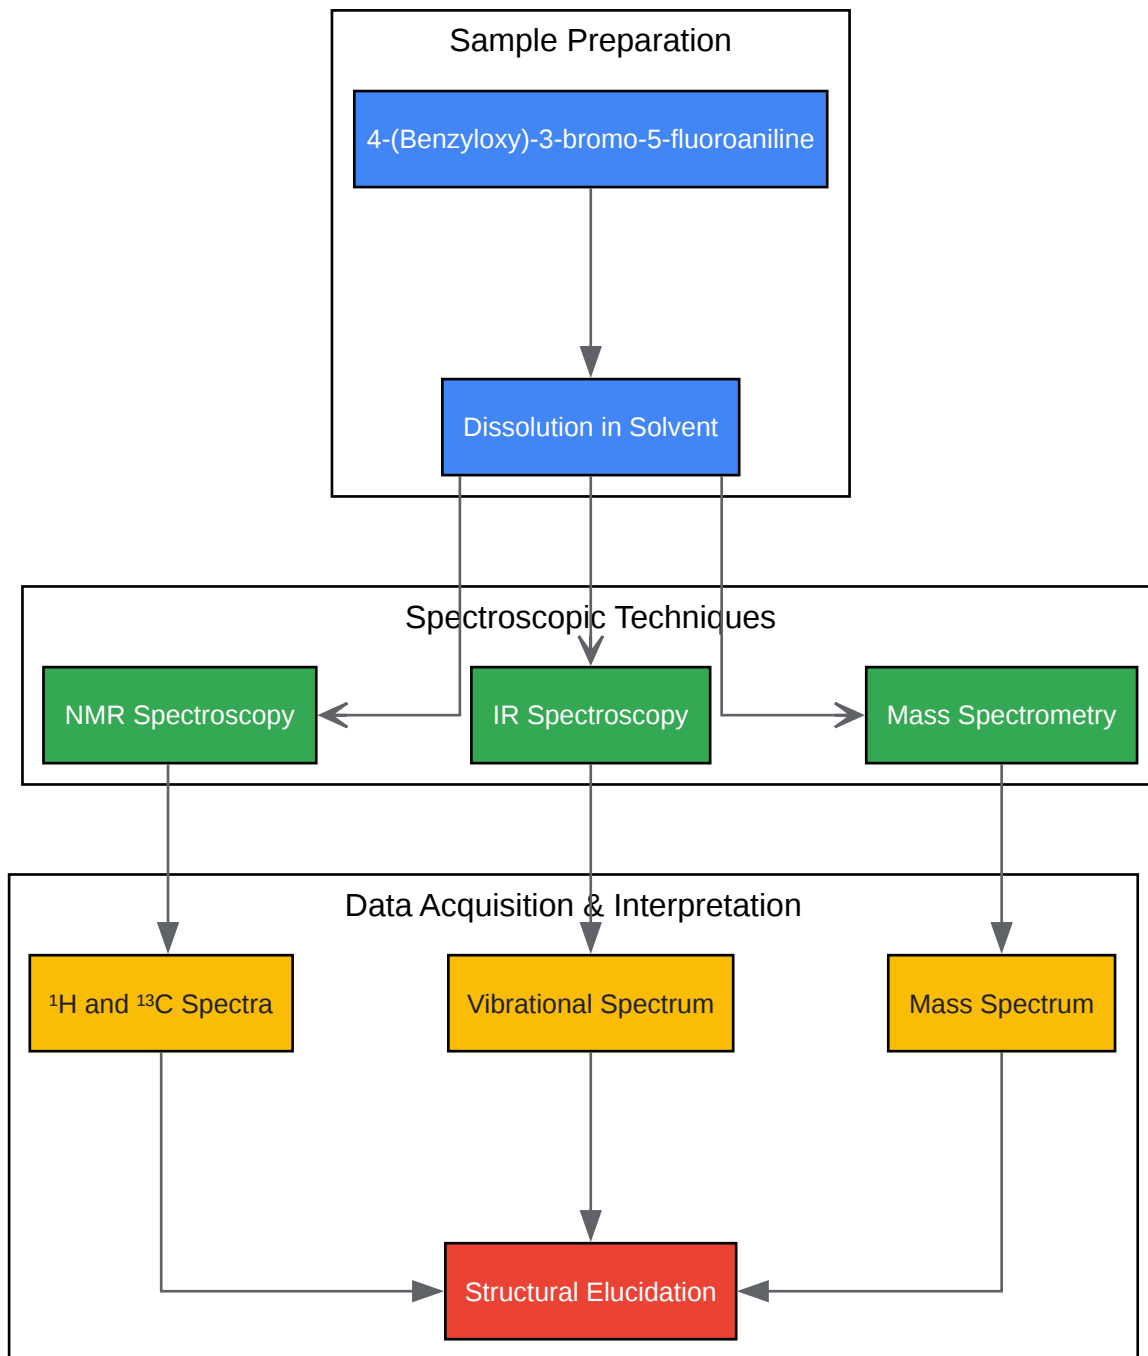 Sample Preparation
4-(Benzyloxy)-3-bromo-5-fluoroaniline
Dissolution in Solvent
Spectroscopic Techniques
NMR Spectroscopy
IR Spectroscopy
Mass Spectrometry
Data Acquisition & Interpretation
¹H and ¹³C Spectra
Vibrational Spectrum
Mass Spectrum
Structural Elucidation